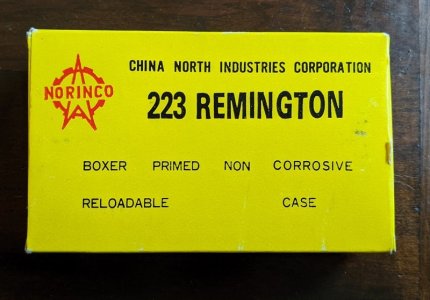 CHINA NORTH INDUSTRIES CORPORATION
NORINCO
223 REMINGTON
BOXER PRIMED NON CORROSIVE
RELOADABLE CASE